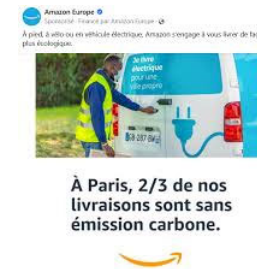 Amazon Europe
Sponsorisé · Financé par Amazon Europe ·
À pied, à vélo ou en véhicule électrique, Amazon s'engage à vous livrer de
plus écologique.
Je livre
électrique
pour une
ville propre
À Paris, 2/3 de nos
livraisons sont sans
émission carbone.